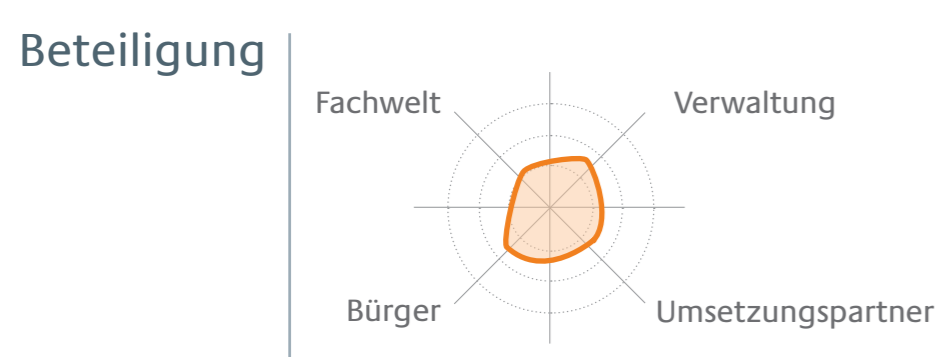 Beteiligung
Fachwelt
Verwaltung
Bürger
Umsetzungspartner